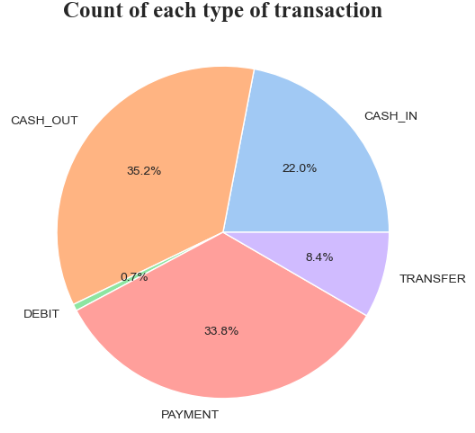 Count of each type of transaction
CASH_OUT
CASH_IN
35.2%
22.0%
8.4%
0.7%
TRANSFER
DEBIT
33.8%
PAYMENT